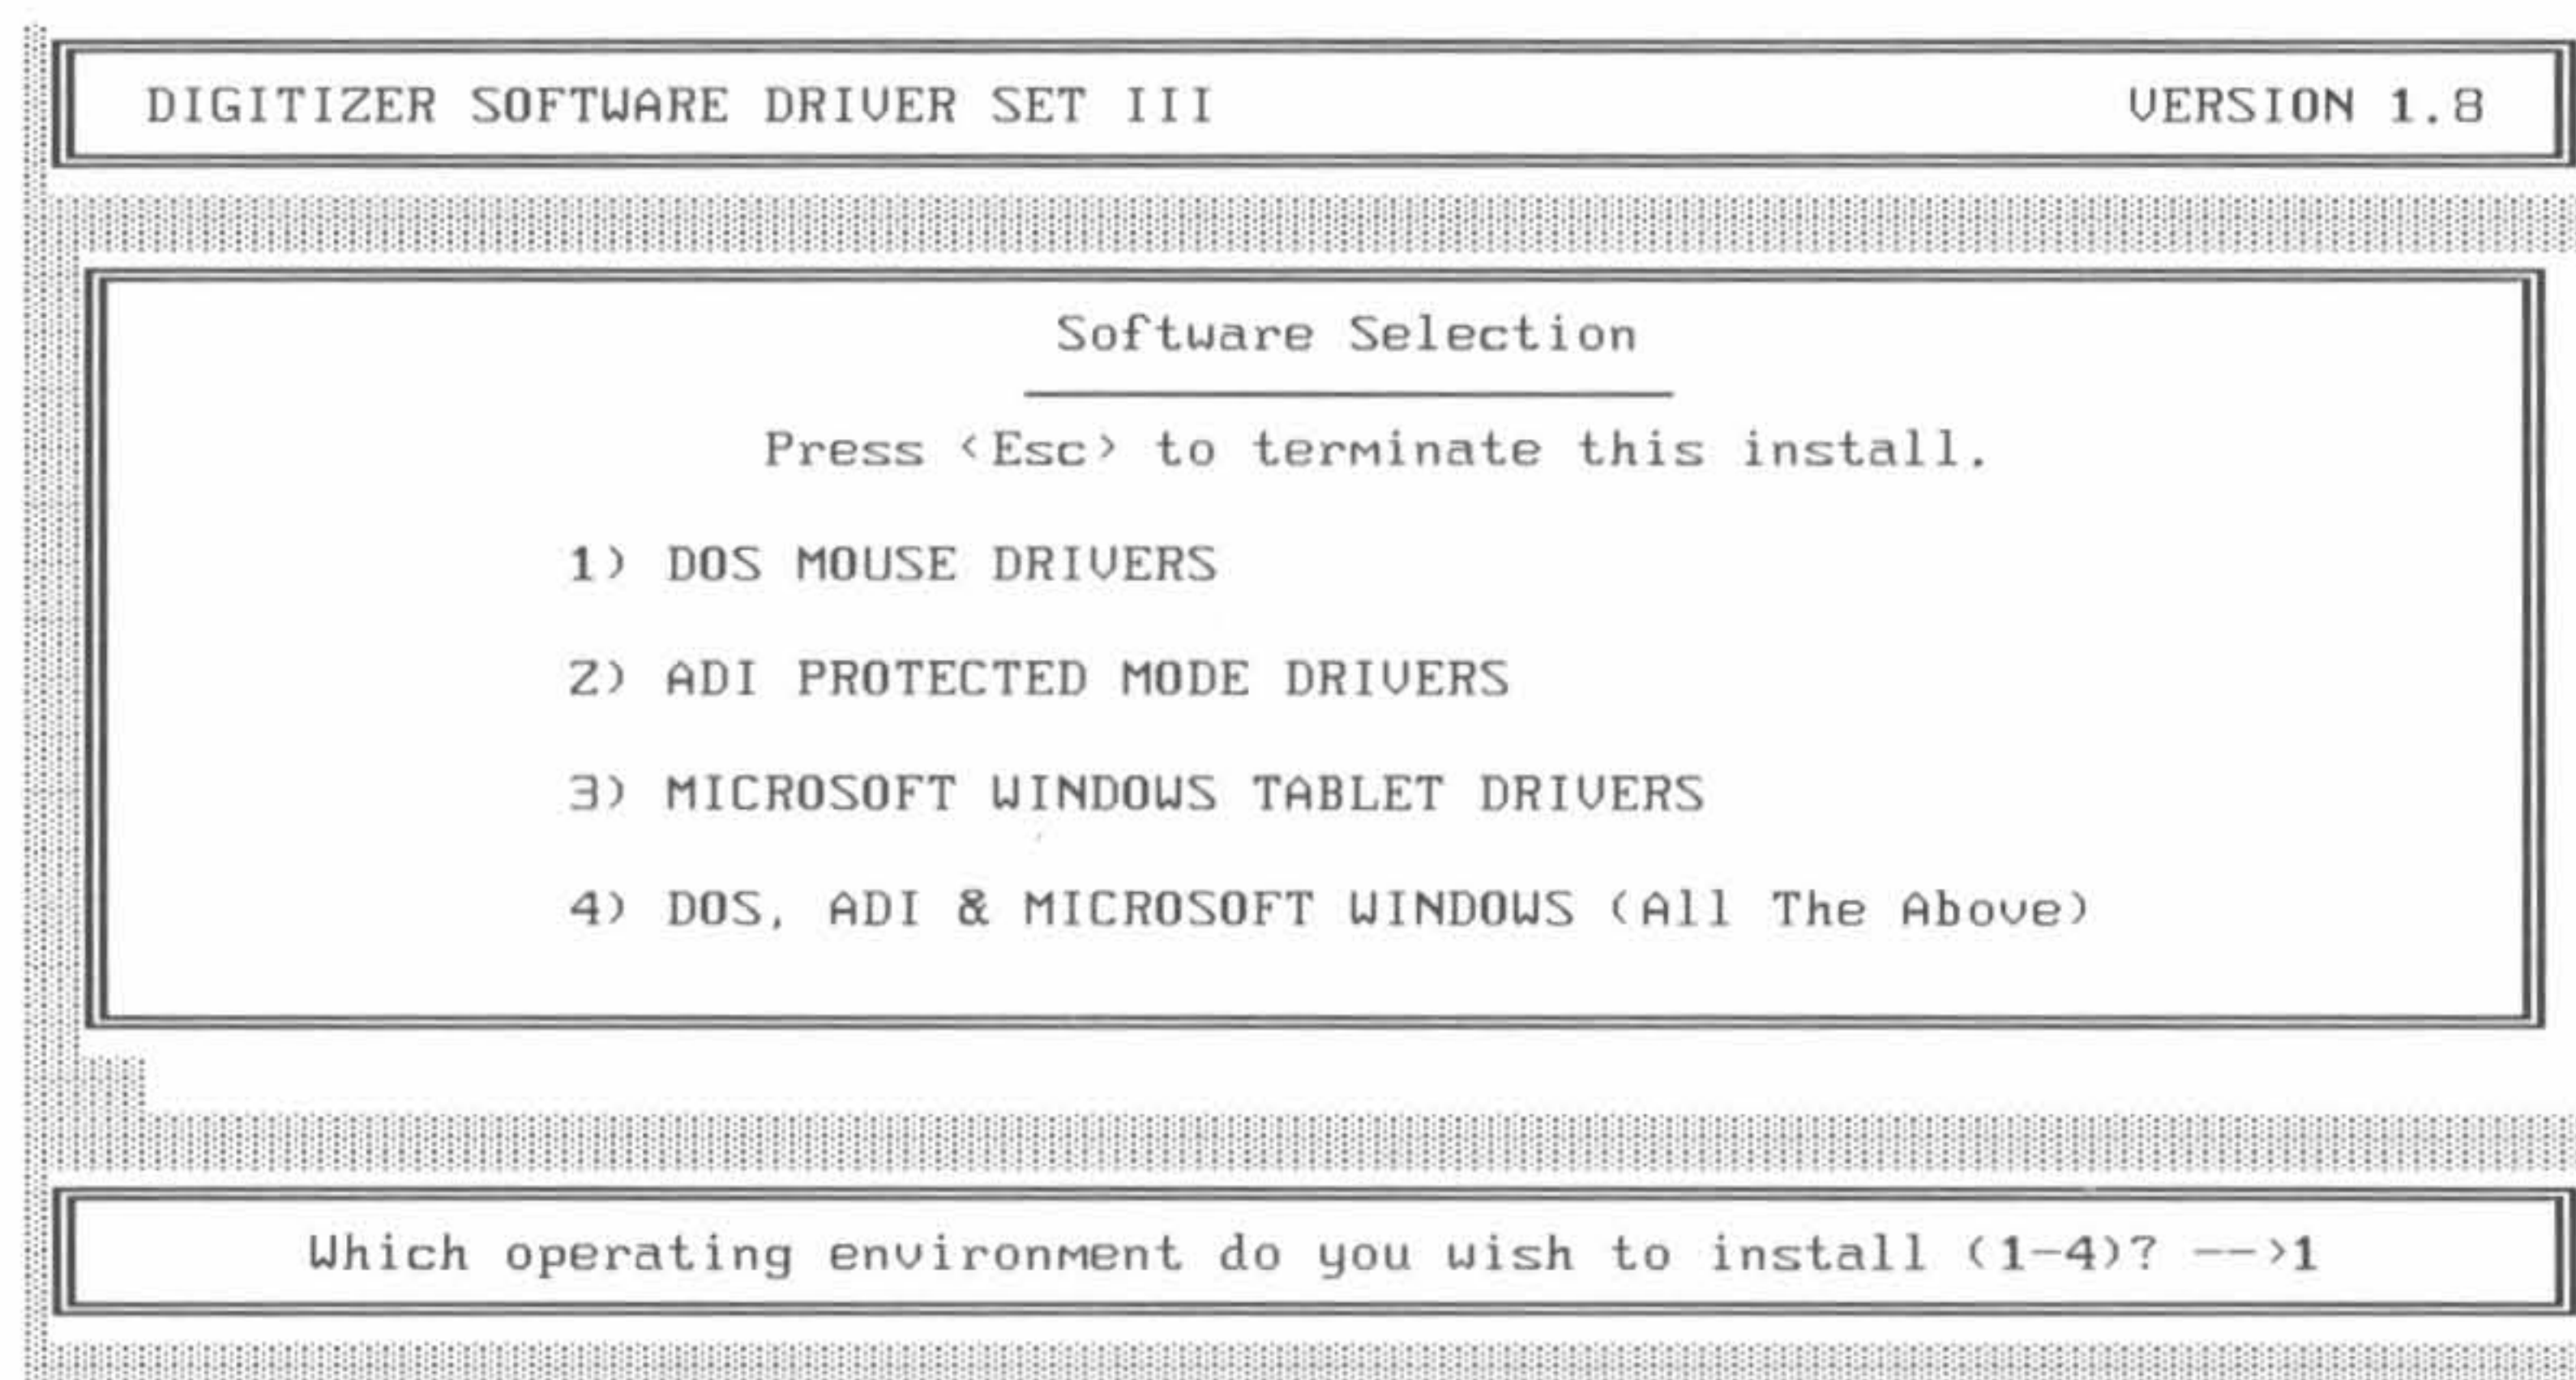 DIGITIZER SOFTWARE DRIVER SET III VERSION 1.8
Software Selection
Press <Esc> to terminate this install.
1) DOS MOUSE DRIVERS
2) ADI PROTECTED MODE DRIVERS
3) MICROSOFT WINDOWS TABLET DRIVERS
4) DOS, ADI & MICROSOFT WINDOWS (All The Above)
Which operating environment do you wish to install (1-4)? -->1